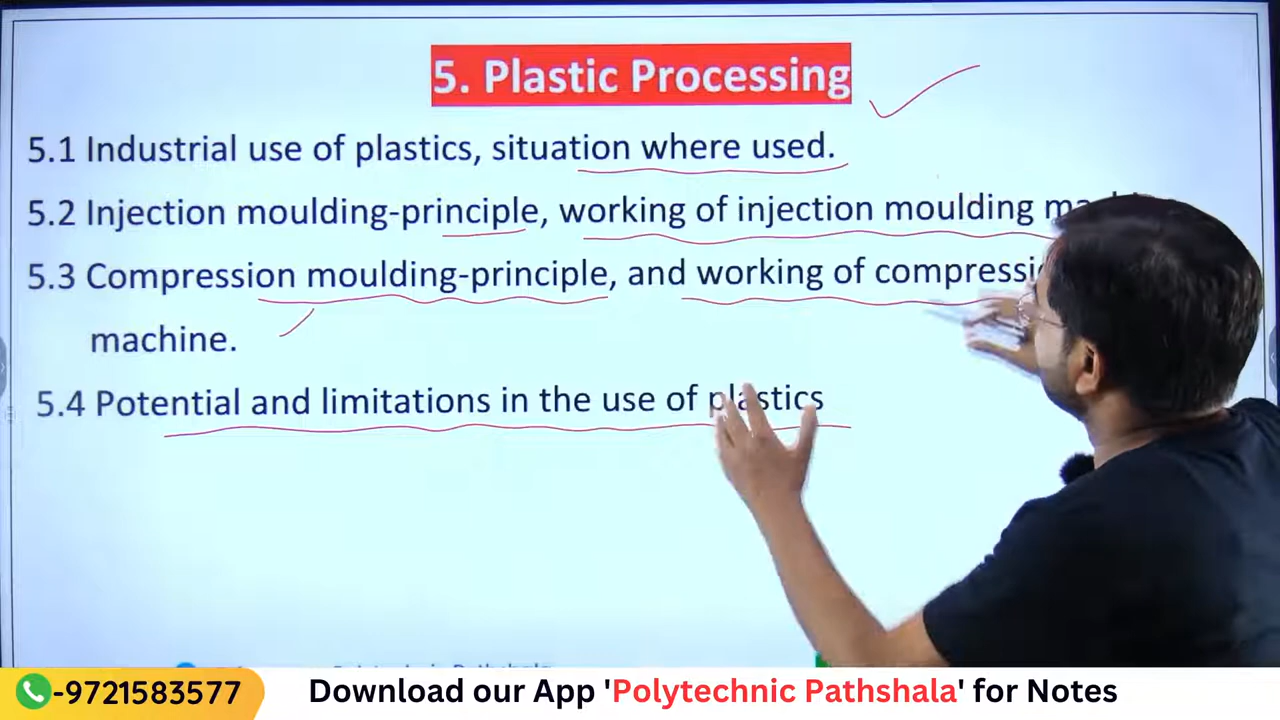 5. Plastic Processing
5.1 Industrial use of plastics, situation where used.
5.2 Injection moulding-principle, working of injection moulding
5.3 Compression moulding-principle, and working of
machine.
5.4 Potential and limitations in the use of plastics
-9721583577
Download our App 'Polytechnic Pathshala' for Notes